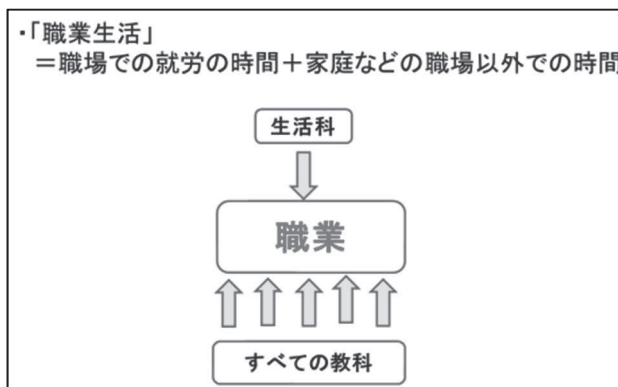 ・「職業生活」
＝職場での就労の時間＋家庭などの職場以外での時間
生活科
職業
すべての教科